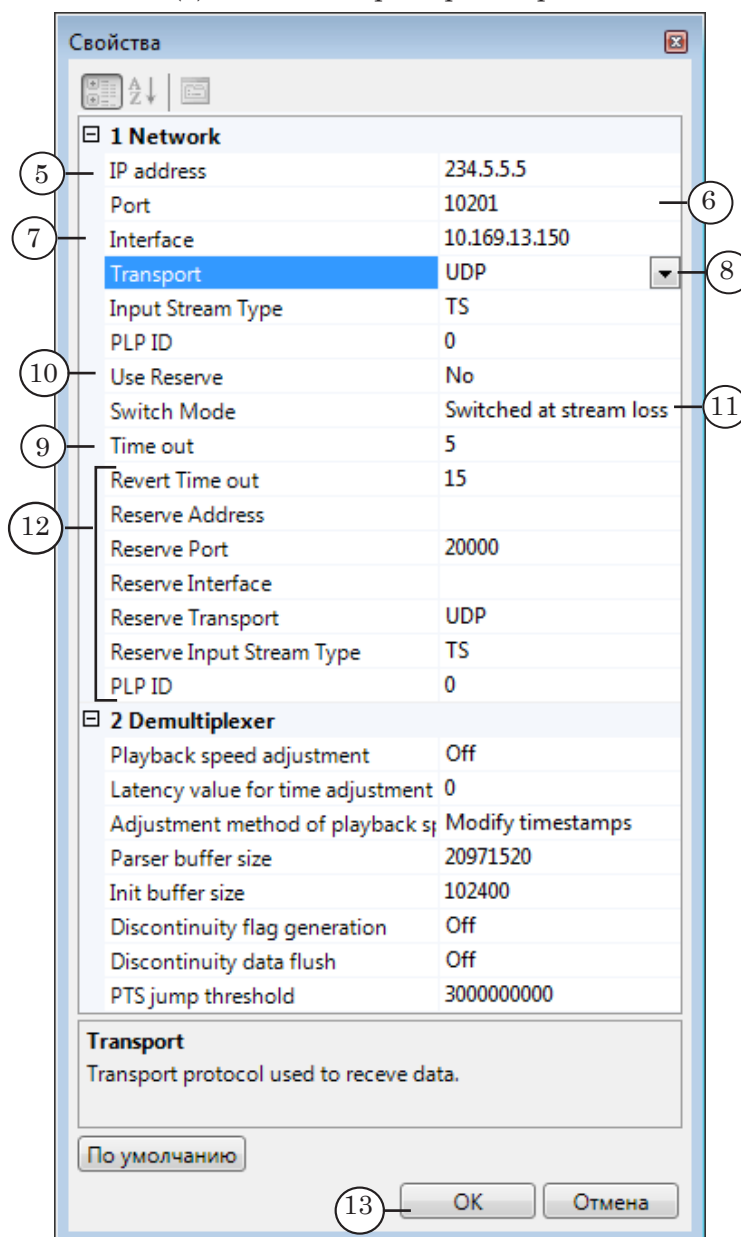 Свойства
1 Network
5 IP address 234.5.5.5
Port 10201 6
7 Interface 10.169.13.150
Transport UDP 8
Input Stream Type TS
PLP ID 0
10 Use Reserve No
Switch Mode Switched at stream loss 11
9 Time out 5
Revert Time out 15
12 Reserve Address
Reserve Port 20000
Reserve Interface
Reserve Transport UDP
Reserve Input Stream Type TS
PLP ID 0
2 Demultiplexer
Playback speed adjustment Off
Latency value for time adjustment 0
Adjustment method of playback sp Modify timestamps
Parser buffer size 20971520
Init buffer size 102400
Discontinuity flag generation Off
Discontinuity data flush Off
PTS jump threshold 3000000000
Transport
Transport protocol used to receve data.
По умолчанию
13 OK Отмена